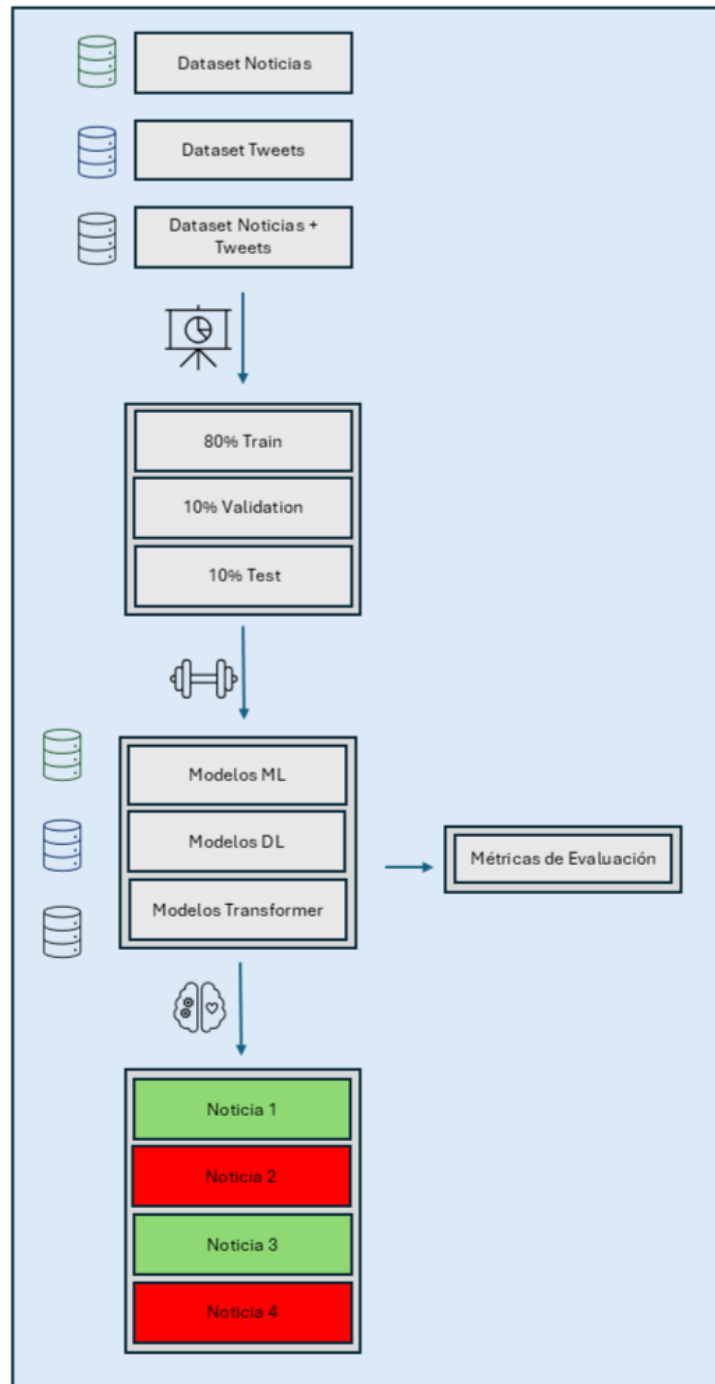 Dataset Noticias
Dataset Tweets
Dataset Noticias +
Tweets
80% Train
10% Validation
10% Test
Modelos ML
Modelos DL
Modelos Transformer
Métricas de Evaluación
Noticia 1
Noticia 2
Noticia 3
Noticia 4